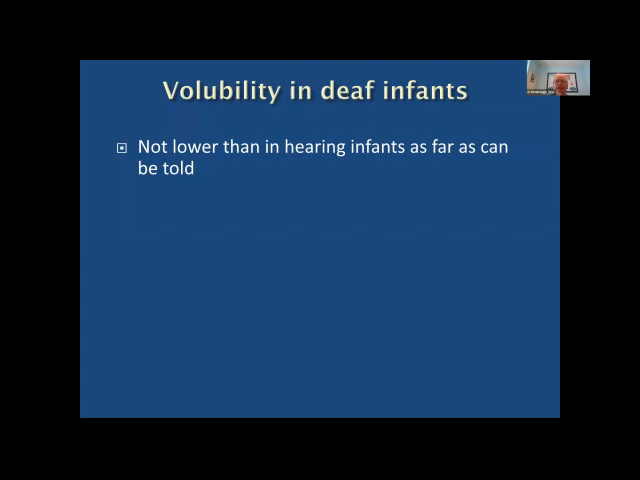 Volubility in deaf infants
Not lower than in hearing infants as far as can
be told